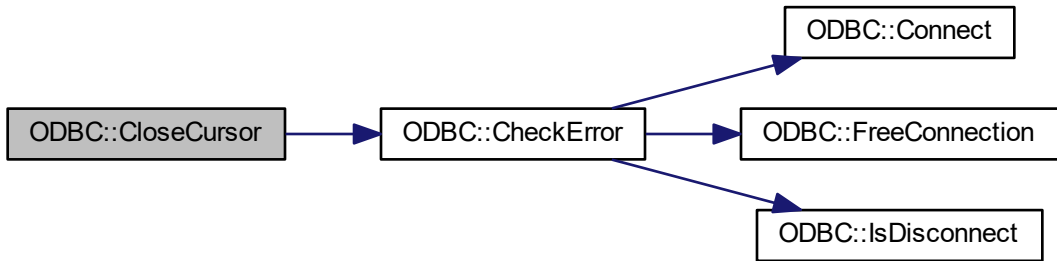 ODBC::Connect
ODBC::CloseCursor
ODBC::CheckError
ODBC::FreeConnection
ODBC::IsDisconnect